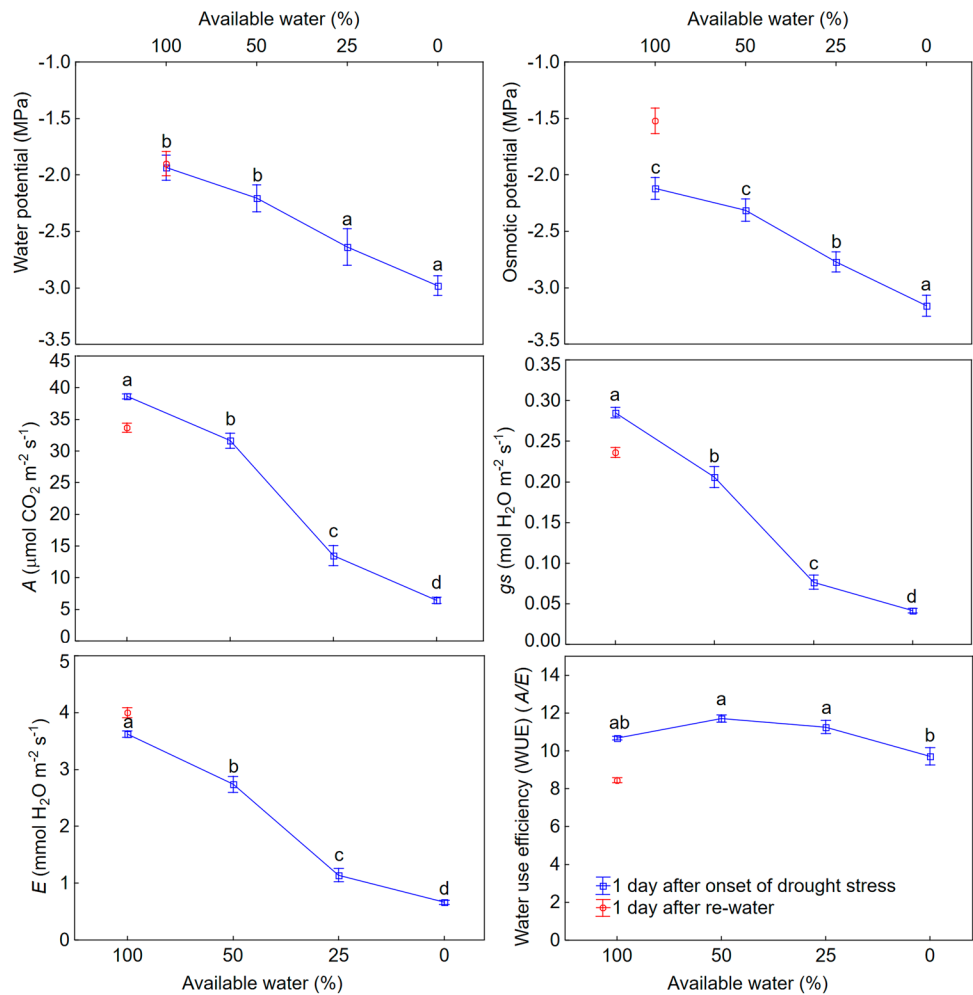 Available water (%)
100 50 25 0
Water potential (MPa)
-1.0
-1.5
-2.0
-2.5
-3.0
-3.5
b
b
a
a
Available water (%)
100 50 25 0
Osmotic potential (MPa)
-1.0
-1.5
-2.0
-2.5
-3.0
-3.5
c
c
b
a
A (μmol CO₂ m⁻² s⁻¹)
45
40
35
30
25
20
15
10
5
0
a
b
c
d
gs (mol H₂O m⁻² s⁻¹)
0.35
0.30
0.25
0.20
0.15
0.10
0.05
0.00
a
b
c
d
E (mmol H₂O m⁻² s⁻¹)
5
4
3
2
1
0
a
b
c
d
100 50 25 0
Available water (%)
Water use efficiency (WUE) ( A/E)
14
12
10
8
6
4
2
0
ab
a
a
b
1 day after onset of drought stress
1 day after re-water
100 50 25 0
Available water (%)